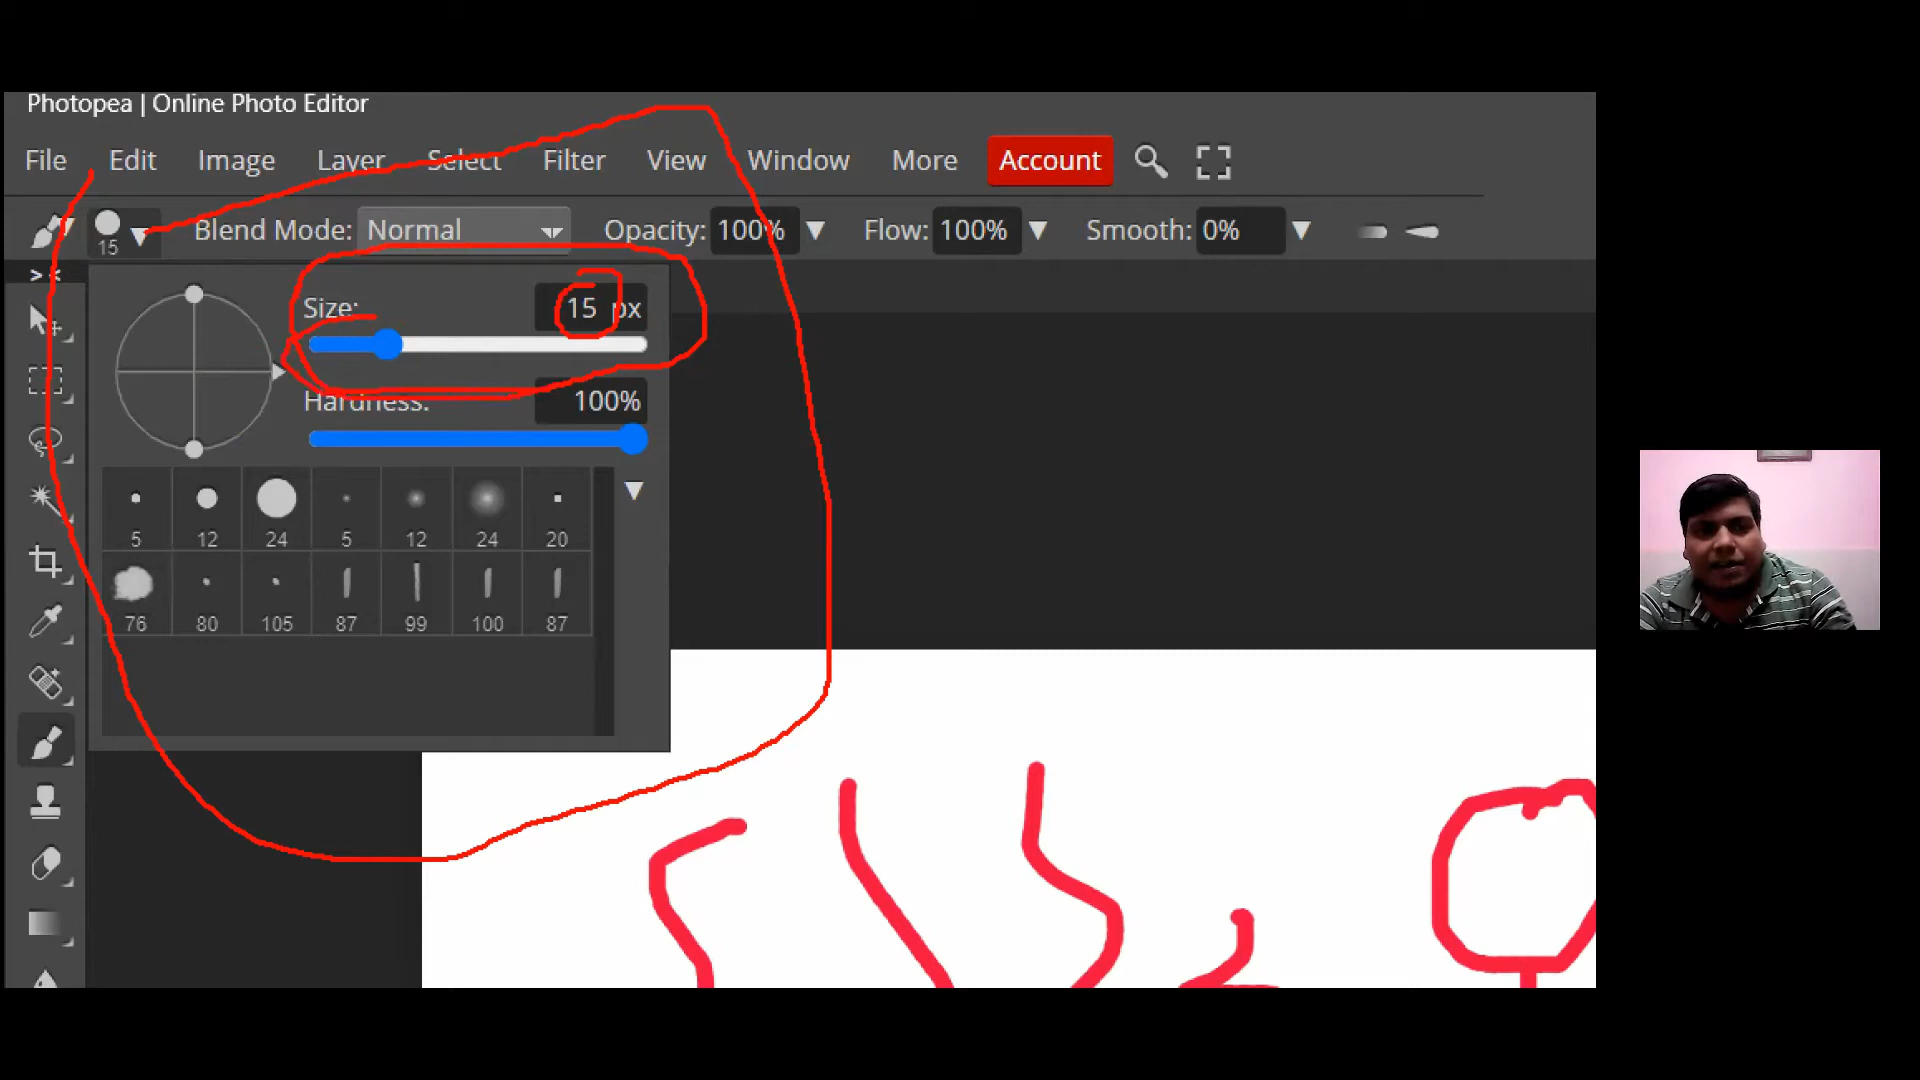 Photopea | Online Photo Editor
File Edit Image Layer Select Filter View Window More Account
15 Blend Mode: Normal Opacity: 100% Flow: 100% Smooth: 0%
> <
Size: 15 px
Hardness: 100%
5 12 24 5 12 24 20
76 80 105 87 99 100 87